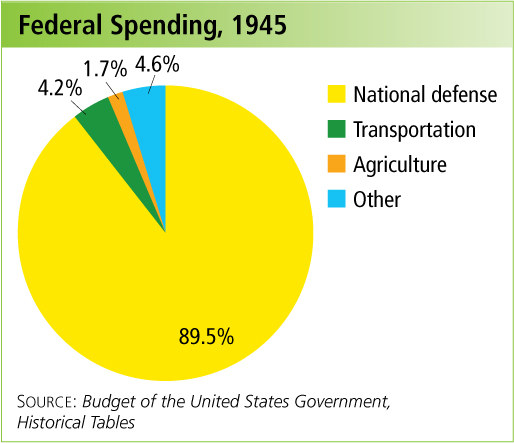 Federal Spending, 1945
4.2%
1.7%
4.6%
89.5%
National defense
Transportation
Agriculture
Other
SOURCE: Budget of the United States Government,
Historical Tables